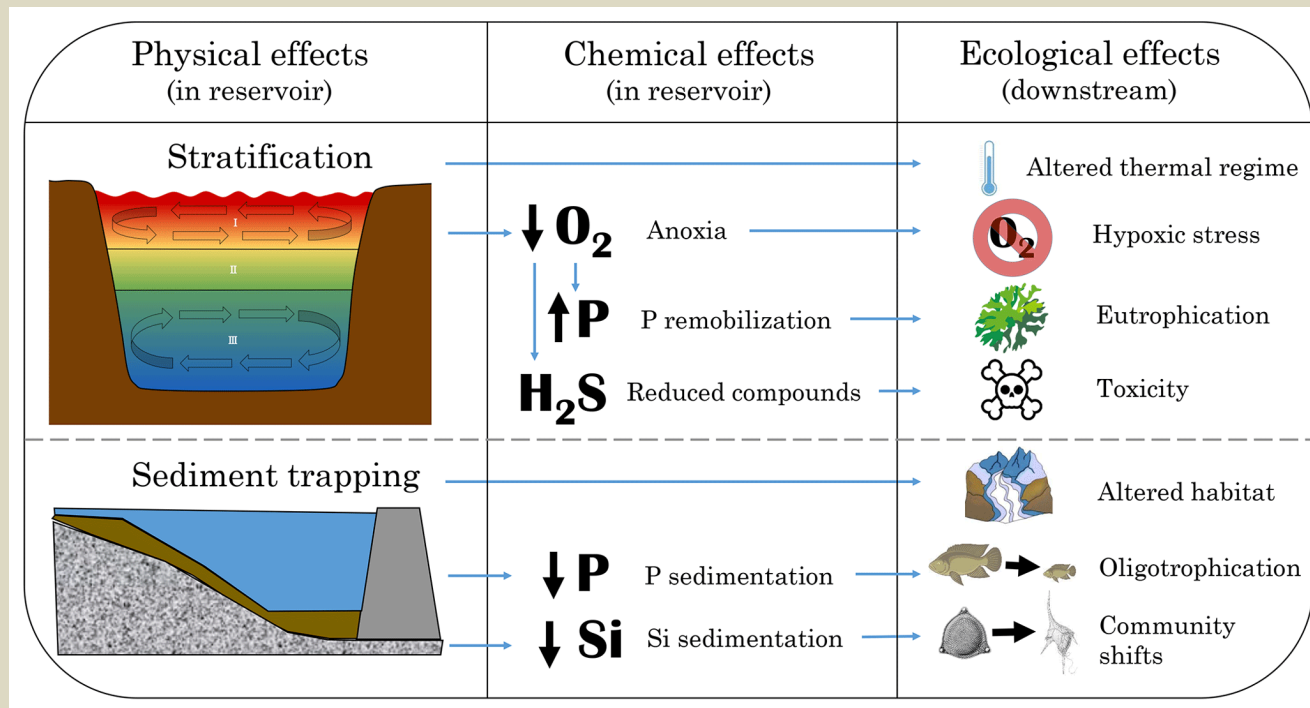 Physical effects
(in reservoir)
Chemical effects
(in reservoir)
Ecological effects
(downstream)
Stratification
I
II
III
O₂
Anoxia
P
P remobilization
H₂S
Reduced compounds
Altered thermal regime
O₂
Hypoxic stress
Eutrophication
Toxicity
Sediment trapping
P
P sedimentation
Si
Si sedimentation
Altered habitat
Oligotrophication
Community
shifts